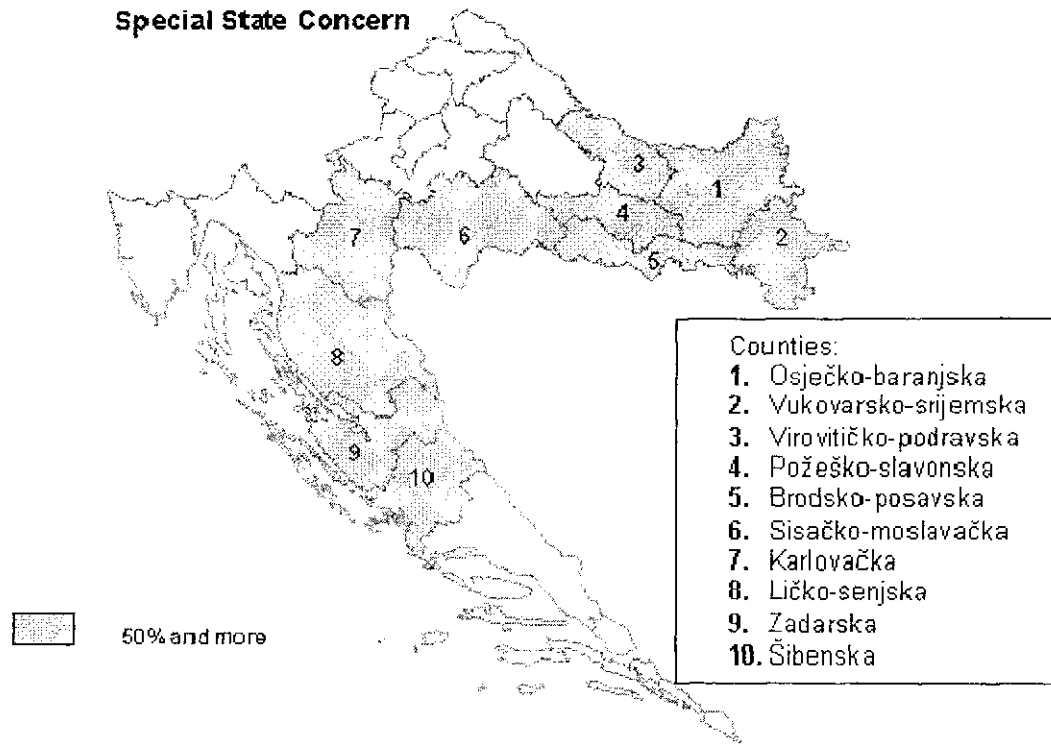 Special State Concern
3
1
4
2
7
6
5
8
9
10
Counties:
1. Osječko-baranjska
2. Vukovarsko-srijemska
3. Virovitičko-podravska
4. Požeško-slavonska
5. Brodsko-posavska
6. Sisačko-moslavačka
7. Karlovačka
8. Ličko-senjska
9. Zadarska
10. Šibenska
50% and more